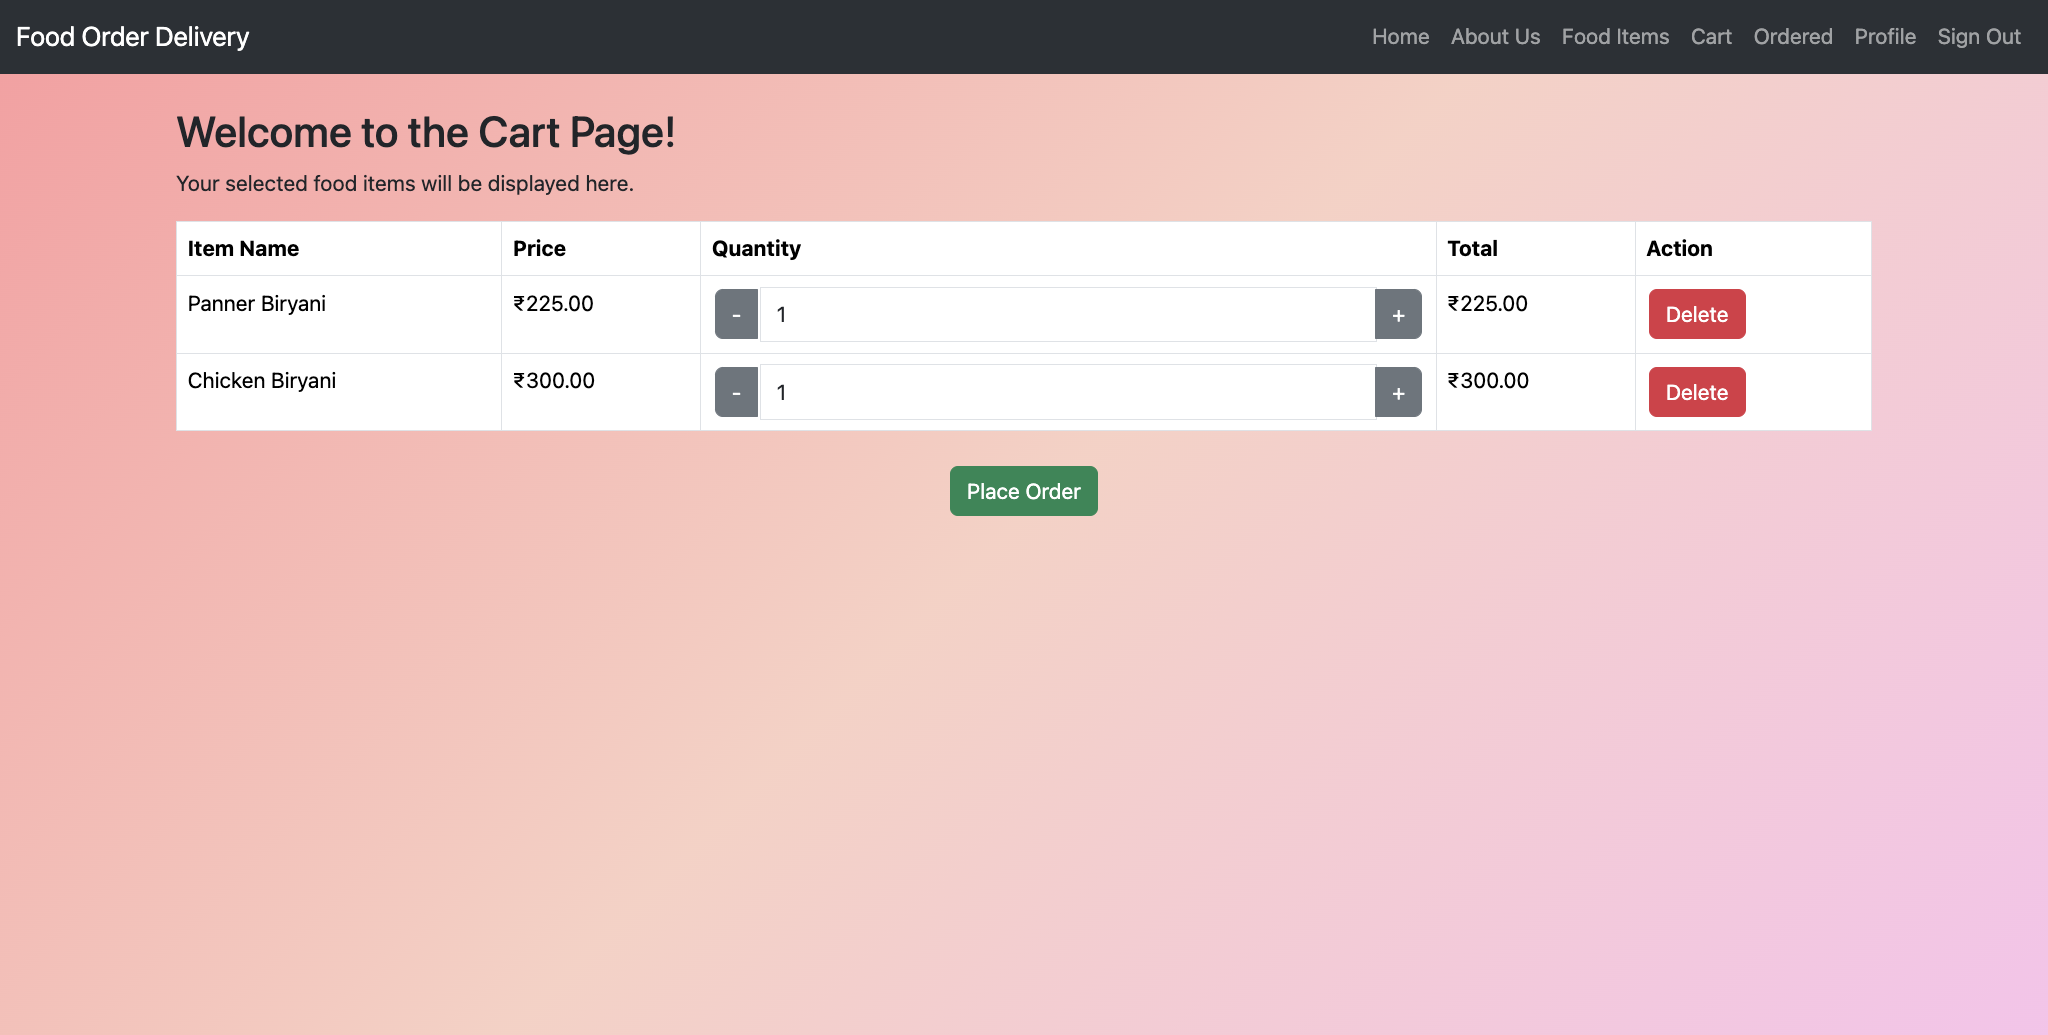 Food Order Delivery Home About Us Food Items Cart Ordered Profile Sign Out
Welcome to the Cart Page!
Your selected food items will be displayed here.
Item Name Price Quantity Total Action
Panner Biryani ₹225.00 - 1 + ₹225.00 Delete
Chicken Biryani ₹300.00 - 1 + ₹300.00 Delete
Place Order